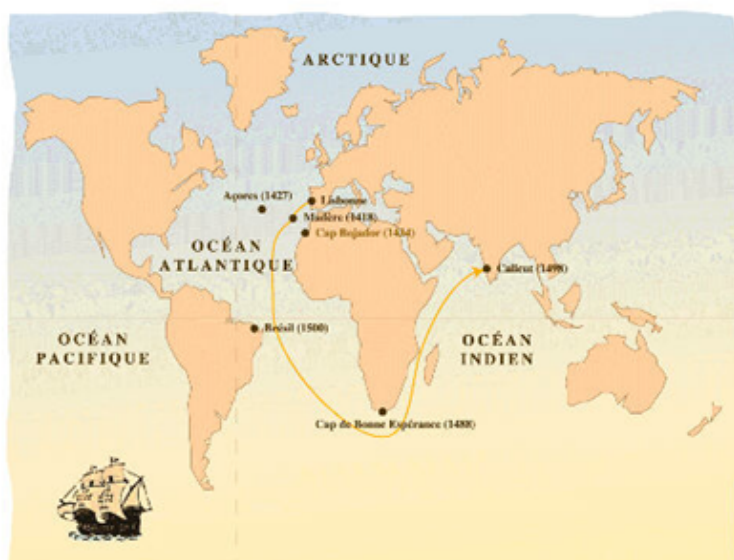 ARCTIQUE
Açores (1427)
Lisbonne
Madère (1418)
Cap Bojador (1434)
OCÉAN
ATLANTIQUE
Calicut (1498)
Brésil (1500)
OCÉAN
PACIFIQUE
OCÉAN
INDIEN
Cap de Bonne Espérance (1488)